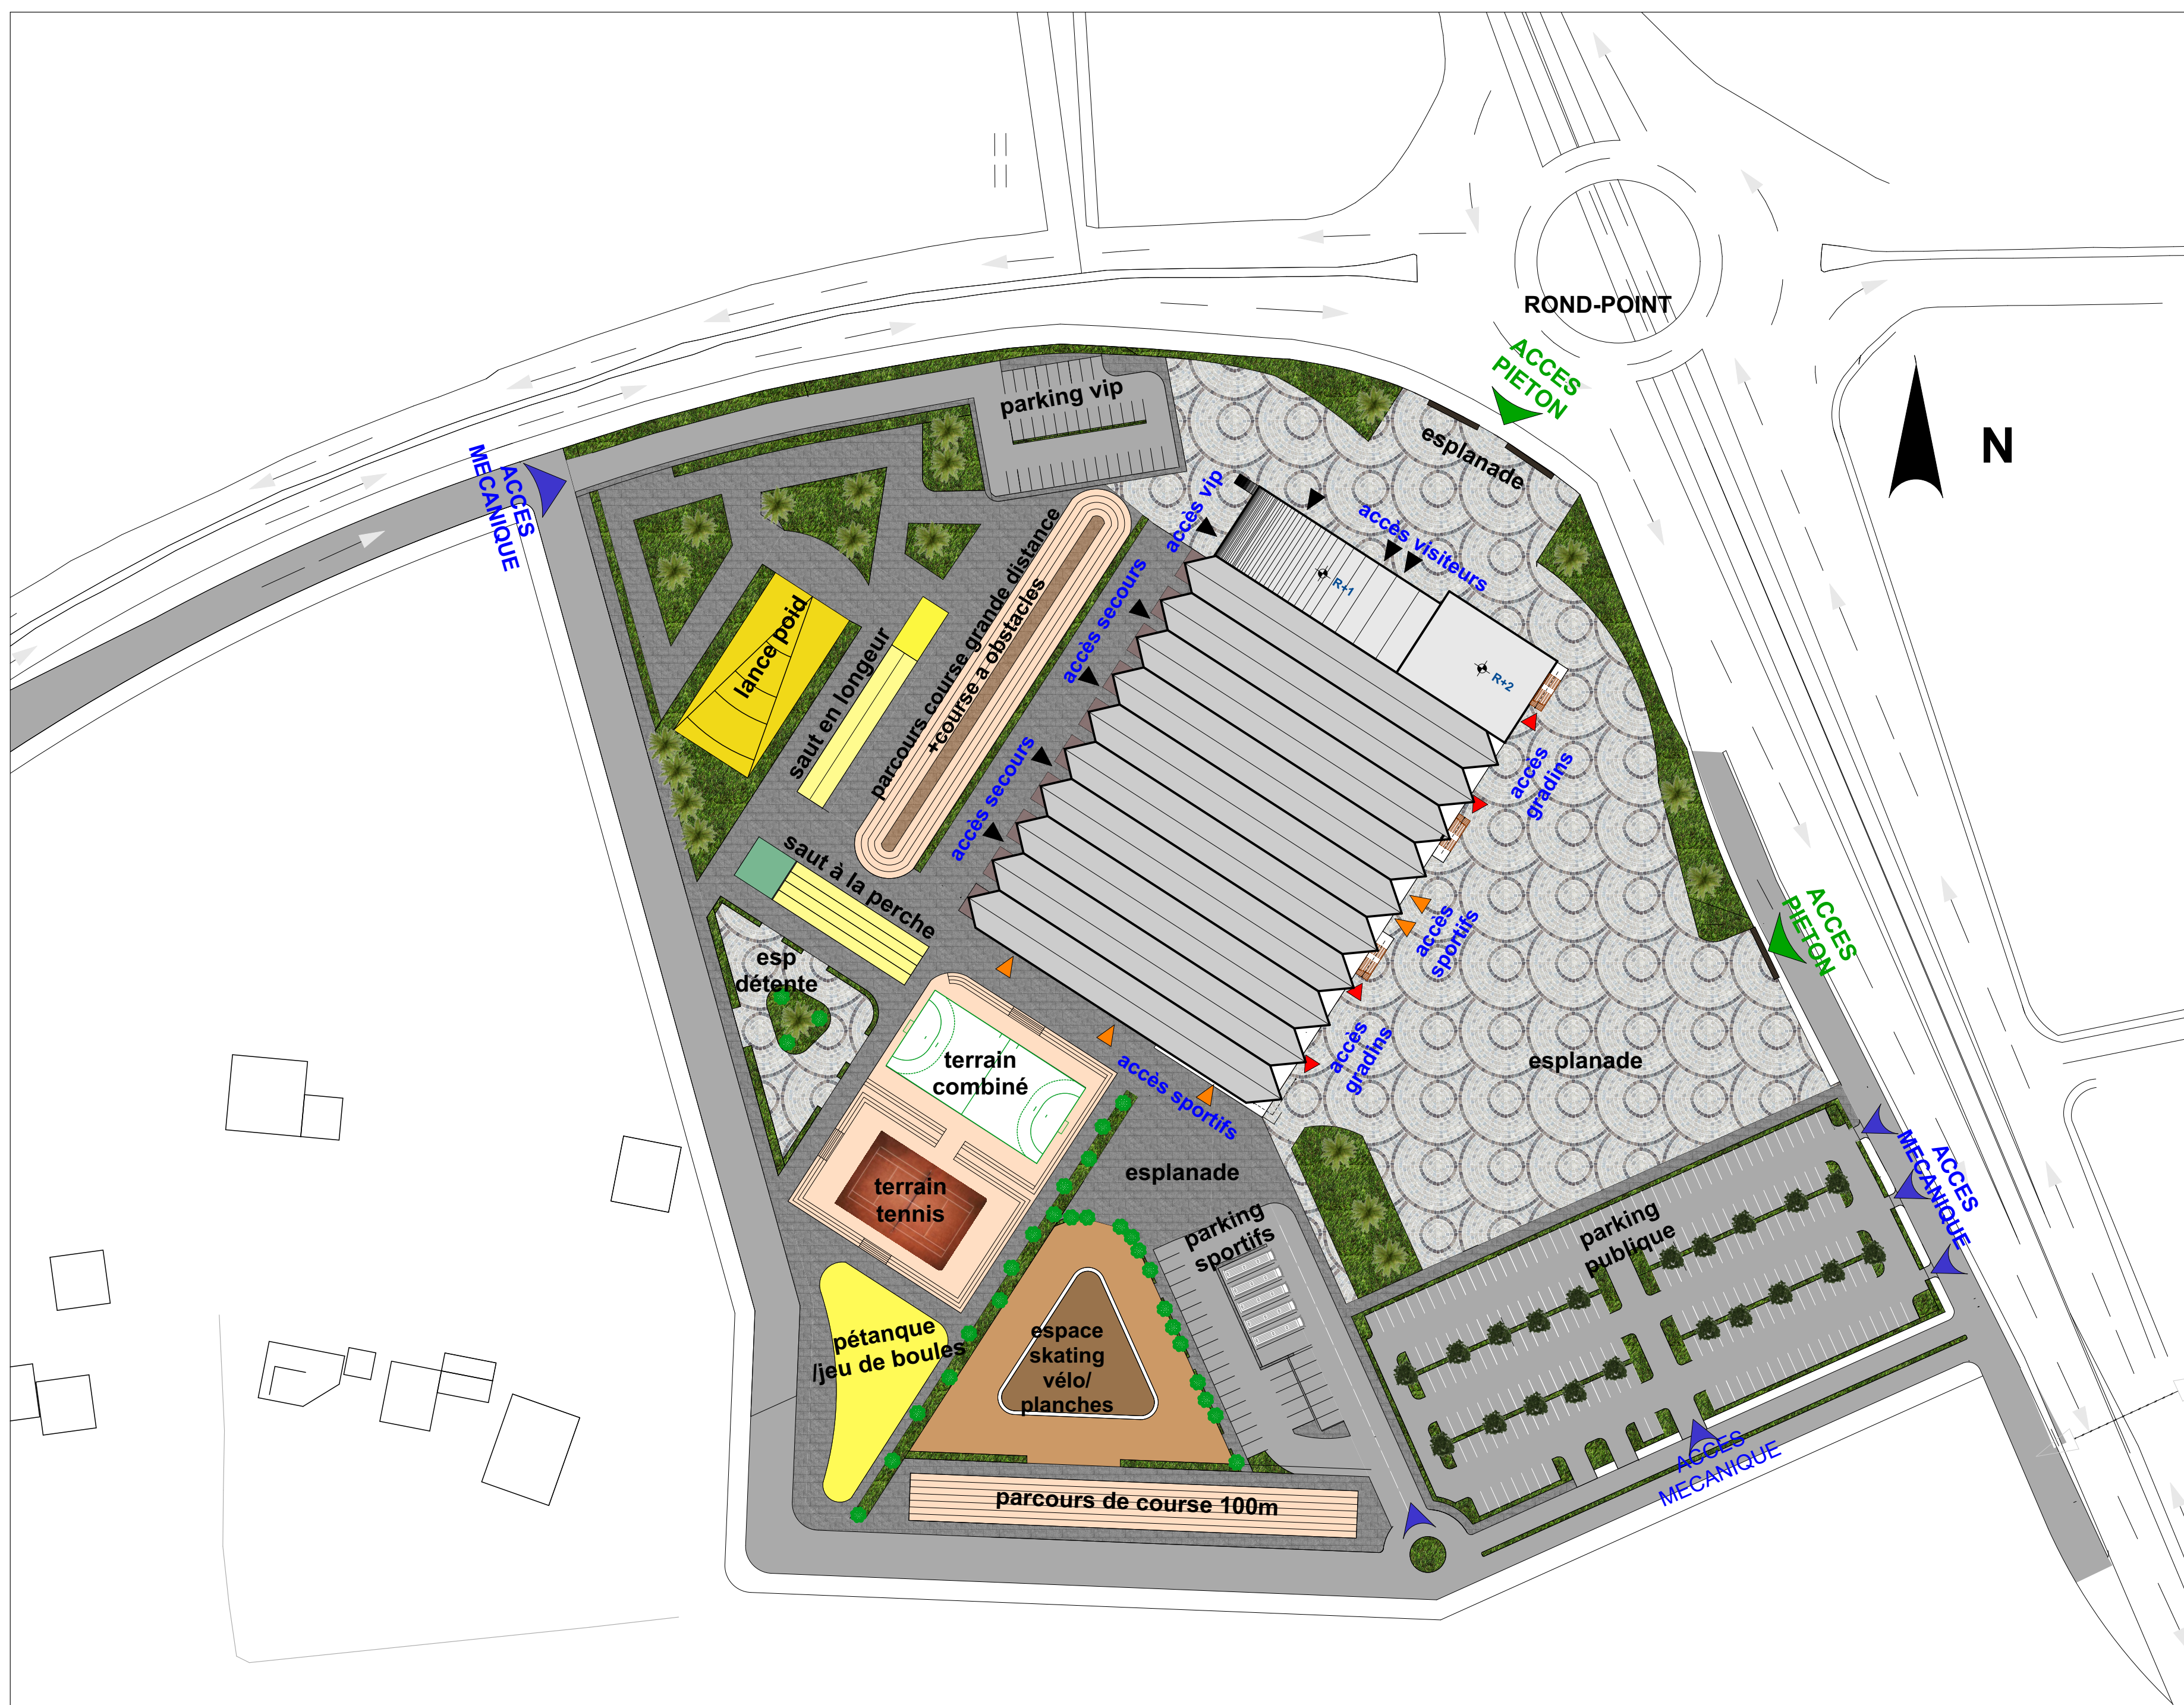 ROND-POINT
ACCES
PIETON
parking vip
esplanade
N
ACCES
MECANIQUE
accès vip
accès visiteurs
R+1
R+2
parcours course grande distance
+course a obstacles
accès secours
lance poid
saut en longeur
accès secours
accès
gradins
saut à la perche
accès
sportifs
ACCES
PIETON
esp
détente
accès
gradins
terrain
combiné
accès sportifs
esplanade
esplanade
ACCES
MECANIQUE
terrain
tennis
parking
sportifs
parking
publique
pétanque
/jeu de boules
espace
skating
vélo/
planches
ACCES
MECANIQUE
parcours de course 100m